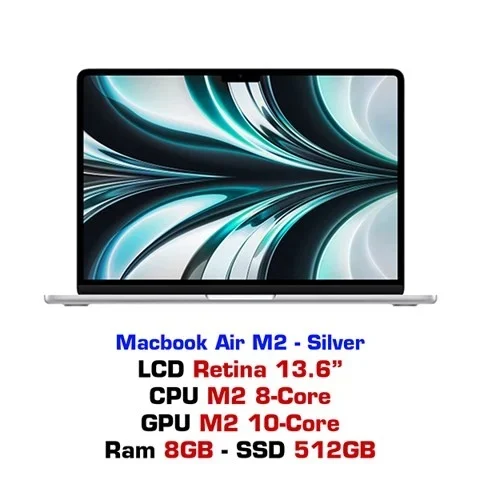 Macbook Air M2 - Silver
LCD Retina 13.6”
CPU M2 8-Core
GPU M2 10-Core
Ram 8GB - SSD 512GB